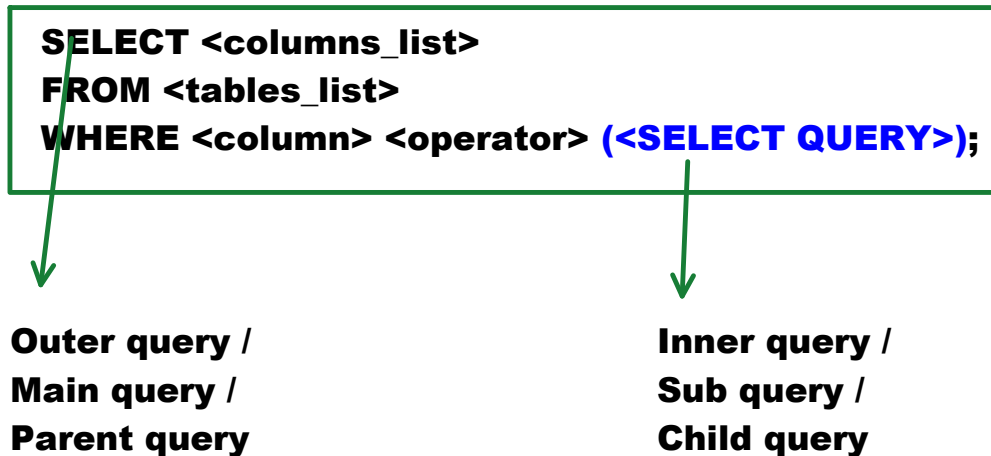 SELECT <columns_list>
FROM <tables_list>
WHERE <column> <operator> (<SELECT QUERY>);
Outer query /
Main query /
Parent query
Inner query /
Sub query /
Child query